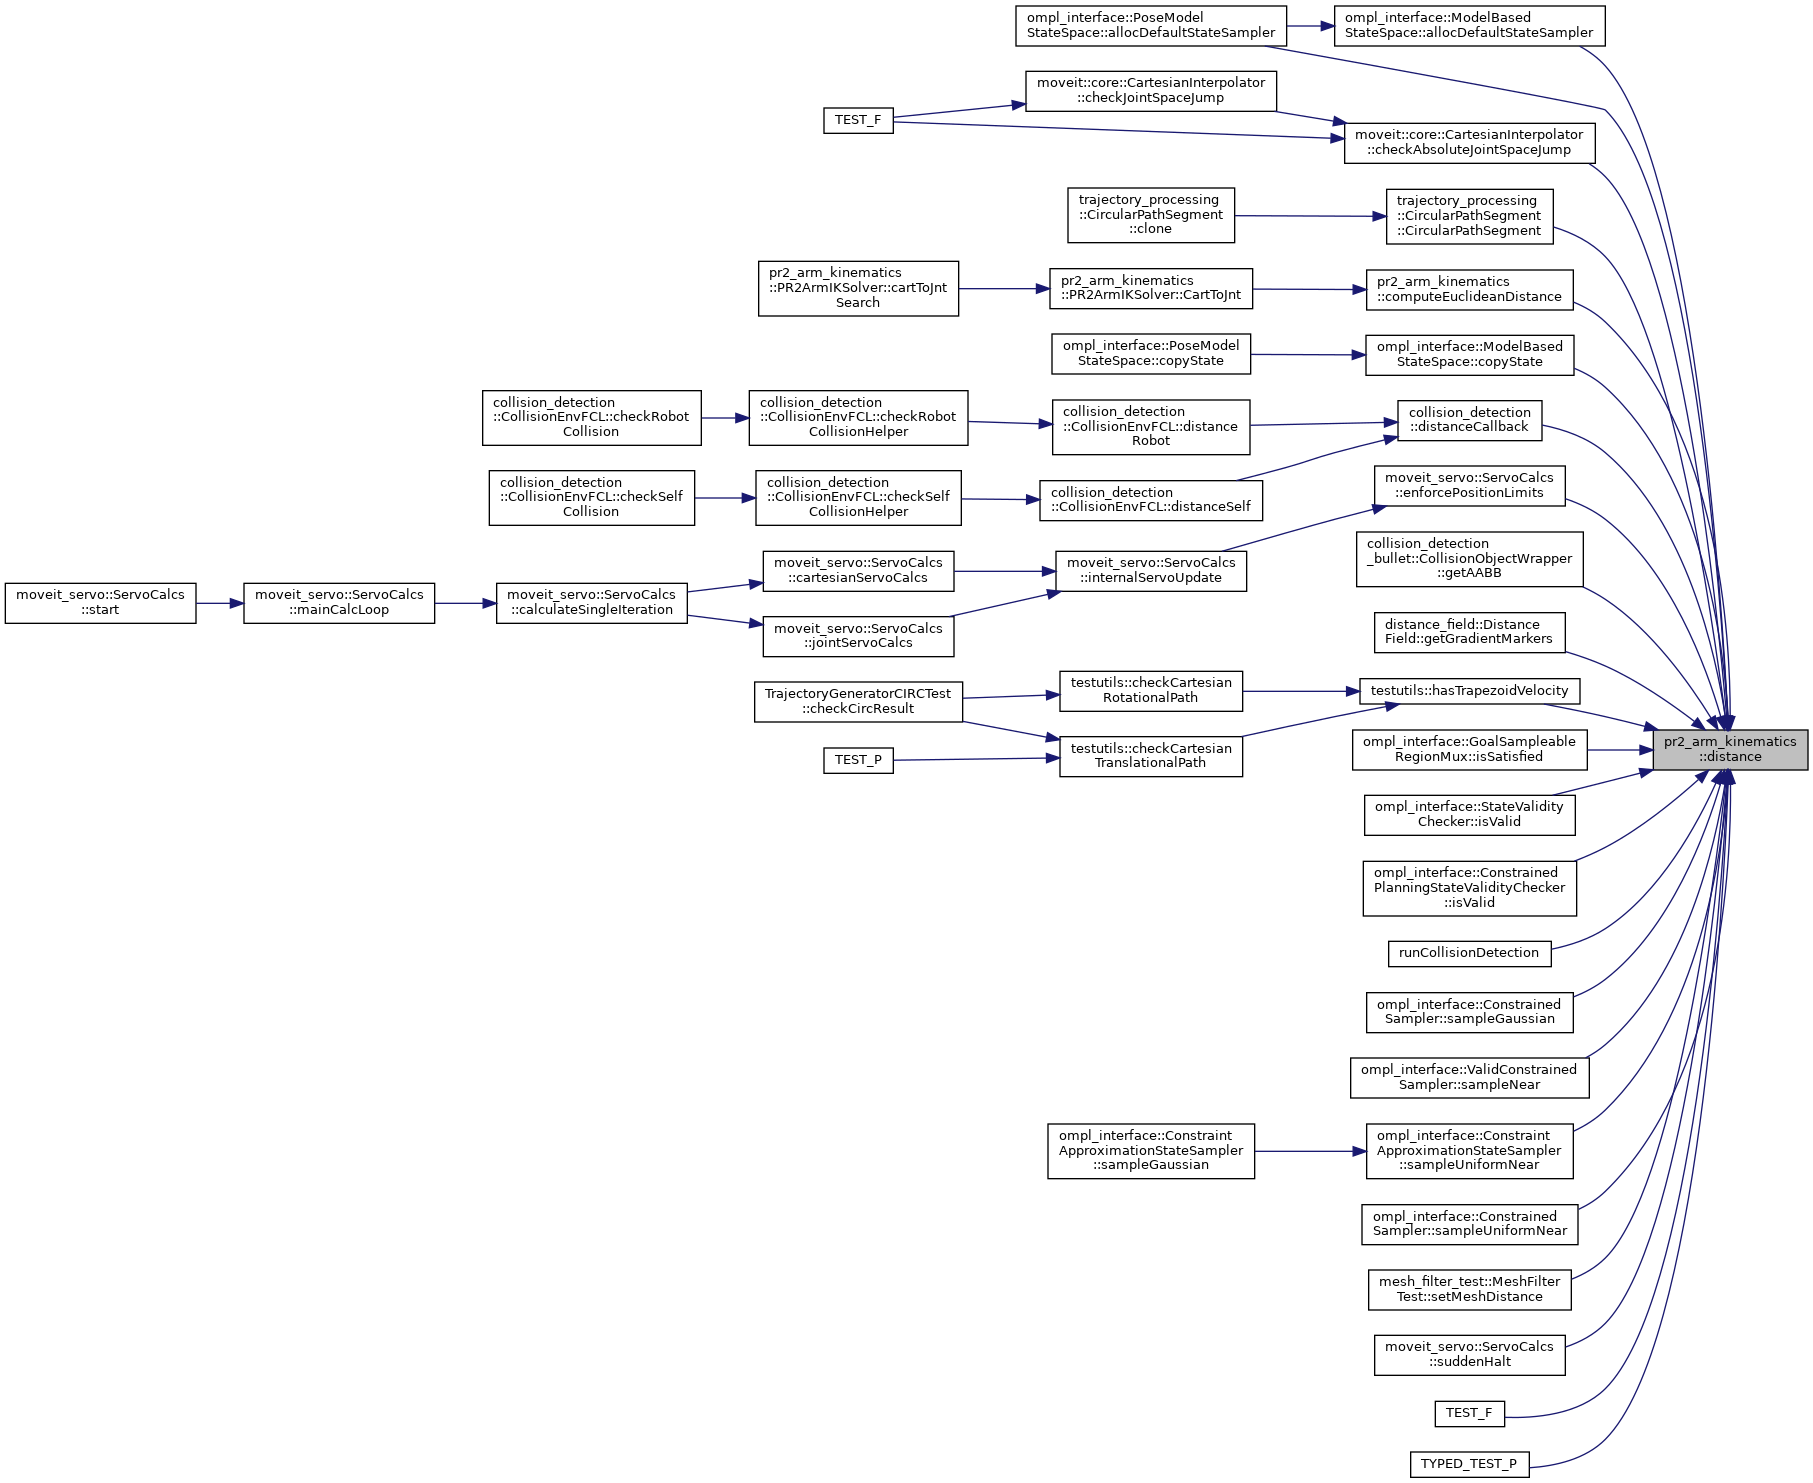 ompl_interface::PoseModel
StateSpace::allocDefaultStateSampler
ompl_interface::ModelBased
StateSpace::allocDefaultStateSampler
moveit::core::CartesianInterpolator
::checkJointSpaceJump
TEST_F
moveit::core::CartesianInterpolator
::checkAbsoluteJointSpaceJump
trajectory_processing
::CircularPathSegment
::clone
trajectory_processing
::CircularPathSegment
::CircularPathSegment
pr2_arm_kinematics
::PR2ArmIKSolver::cartToJnt
Search
pr2_arm_kinematics
::PR2ArmIKSolver::CartToJnt
pr2_arm_kinematics
::computeEuclideanDistance
ompl_interface::PoseModel
StateSpace::copyState
ompl_interface::ModelBased
StateSpace::copyState
collision_detection
::CollisionEnvFCL::checkRobot
Collision
collision_detection
::CollisionEnvFCL::checkRobot
CollisionHelper
collision_detection
::CollisionEnvFCL::distance
Robot
collision_detection
::distanceCallback
collision_detection
::CollisionEnvFCL::checkSelf
Collision
collision_detection
::CollisionEnvFCL::checkSelf
CollisionHelper
collision_detection
::CollisionEnvFCL::distanceSelf
moveit_servo::ServoCalcs
::enforcePositionLimits
collision_detection
_bullet::CollisionObjectWrapper
::getAABB
moveit_servo::ServoCalcs
::start
moveit_servo::ServoCalcs
::mainCalcLoop
moveit_servo::ServoCalcs
::calculateSingleIteration
moveit_servo::ServoCalcs
::cartesianServoCalcs
moveit_servo::ServoCalcs
::jointServoCalcs
moveit_servo::ServoCalcs
::internalServoUpdate
distance_field::Distance
Field::getGradientMarkers
TrajectoryGeneratorCIRCTest
::checkCircResult
testutils::checkCartesian
RotationalPath
testutils::hasTrapezoidVelocity
TEST_P
testutils::checkCartesian
TranslationalPath
ompl_interface::GoalSampleable
RegionMux::isSatisfied
pr2_arm_kinematics
::distance
ompl_interface::StateValidity
Checker::isValid
ompl_interface::Constrained
PlanningStateValidityChecker
::isValid
runCollisionDetection
ompl_interface::Constrained
Sampler::sampleGaussian
ompl_interface::ValidConstrained
Sampler::sampleNear
ompl_interface::Constraint
ApproximationStateSampler
::sampleGaussian
ompl_interface::Constraint
ApproximationStateSampler
::sampleUniformNear
ompl_interface::Constrained
Sampler::sampleUniformNear
mesh_filter_test::MeshFilter
Test::setMeshDistance
moveit_servo::ServoCalcs
::suddenHalt
TEST_F
TYPED_TEST_P